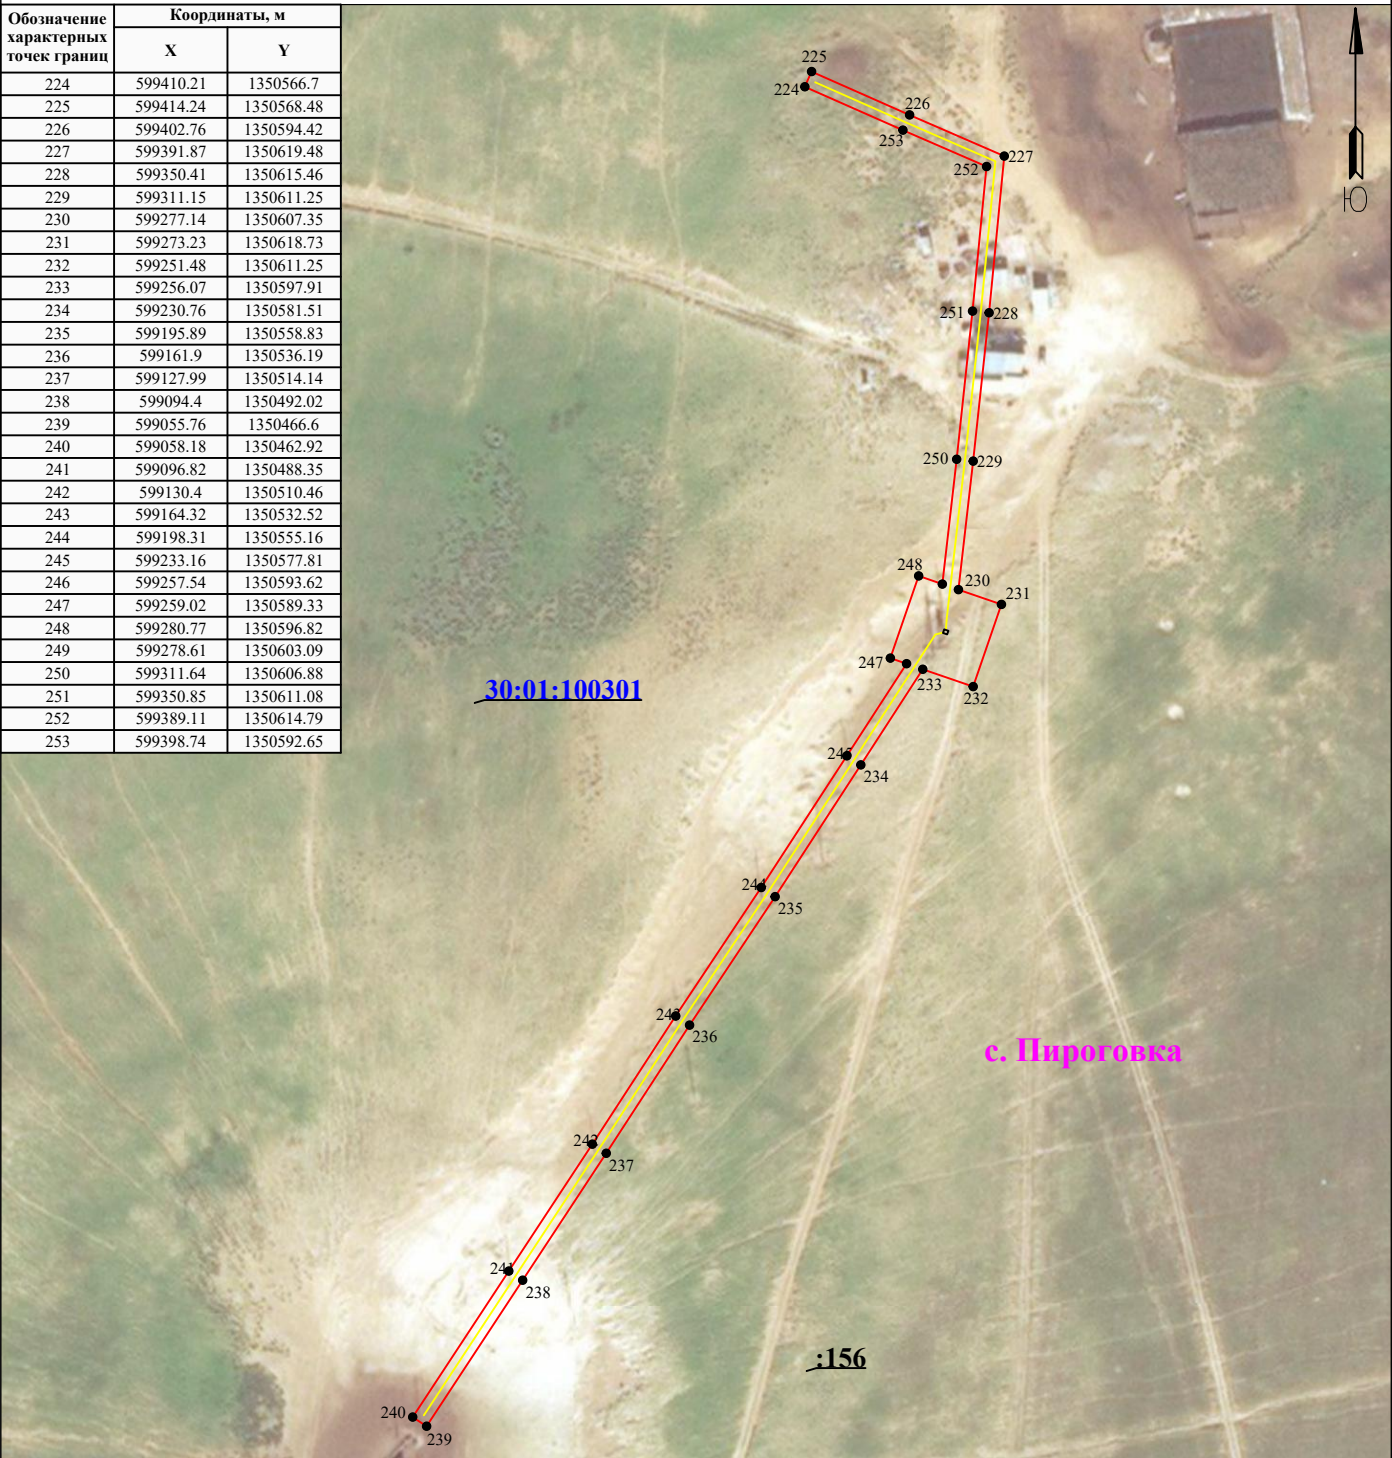 Обозначение характерных точек границ | Координаты, м
X | Y
224 599410.21 1350566.7
225 599414.24 1350568.48
226 599402.76 1350594.42
227 599391.87 1350619.48
228 599350.41 1350615.46
229 599311.15 1350611.25
230 599277.14 1350607.35
231 599273.23 1350618.73
232 599251.48 1350611.25
233 599256.07 1350597.91
234 599230.76 1350581.51
235 599195.89 1350558.83
236 599161.9 1350536.19
237 599127.99 1350514.14
238 599094.4 1350492.02
239 599055.76 1350466.6
240 599058.18 1350462.92
241 599096.82 1350488.35
242 599130.4 1350510.46
243 599164.32 1350532.52
244 599198.31 1350555.16
245 599233.16 1350577.81
246 599257.54 1350593.62
247 599259.02 1350589.33
248 599280.77 1350596.82
249 599278.61 1350603.09
250 599311.64 1350606.88
251 599350.85 1350611.08
252 599389.11 1350614.79
253 599398.74 1350592.65
225
224
226
253
227
252
Ю
251
228
250
229
248
230
231
247
233
232
30:01:100301
245
234
244
235
243
236
с. Пироговка
242
237
241
238
:156
240
239